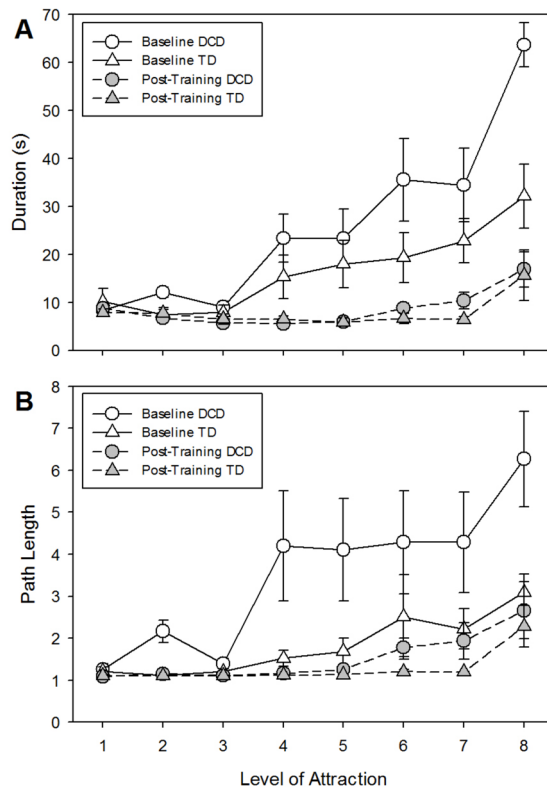 A
70
60
50
40
30
20
10
0
Duration (s)
Baseline DCD
Baseline TD
Post-Training DCD
Post-Training TD
B
8
7
6
5
4
3
2
1
0
Path Length
Baseline DCD
Baseline TD
Post-Training DCD
Post-Training TD
1 2 3 4 5 6 7 8
Level of Attraction